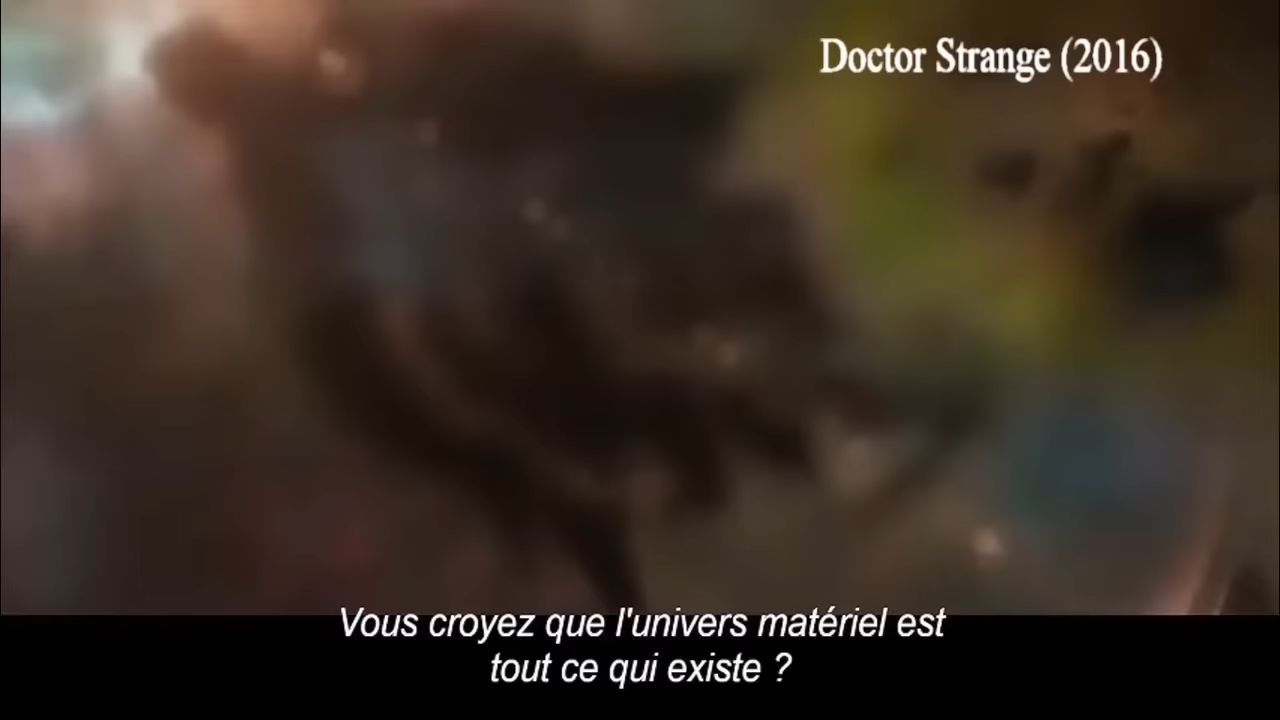 Doctor Strange (2016)
Vous croyez que l'univers matériel est
tout ce qui existe ?